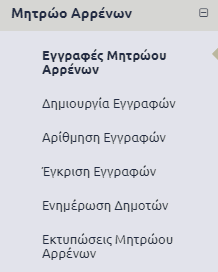 Μητρώο Αρρένων
Εγγραφές Μητρώου
Αρρένων
Δημιουργία Εγγραφών
Αρίθμηση Εγγραφών
Έγκριση Εγγραφών
Ενημέρωση Δημοτών
Εκτυπώσεις Μητρώου
Αρρένων